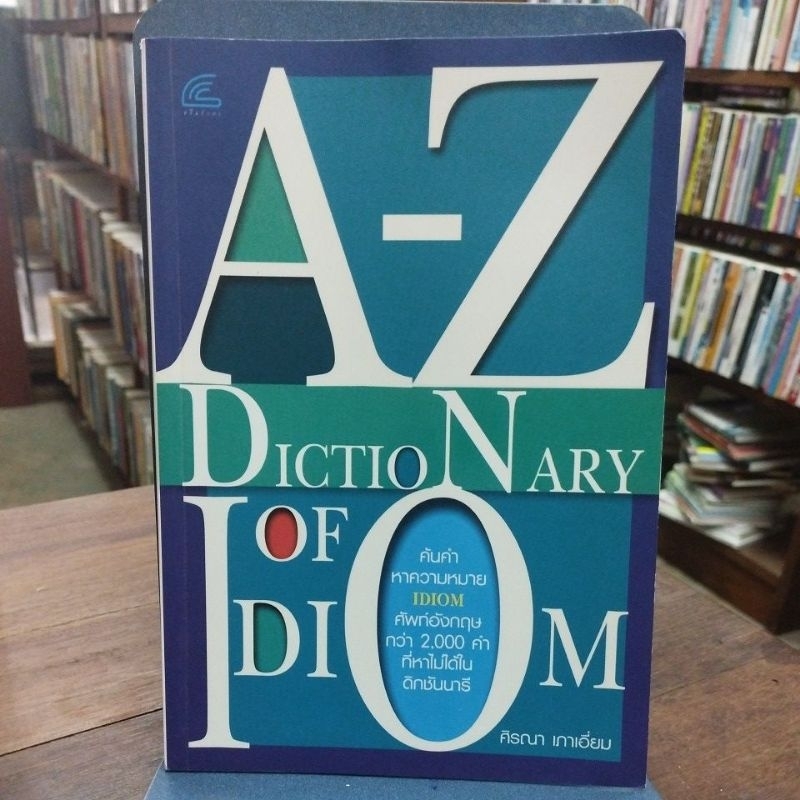 A-Z
DICTIONARY
OF
IDIOM
ค้นคำ
หาความหมาย
IDIOM
ศัพท์อังกฤษ
กว่า 2,000 คำ
ที่หาไม่ได้ใน
ดิกชันนารี
ศิรณา เภาเอี่ยม